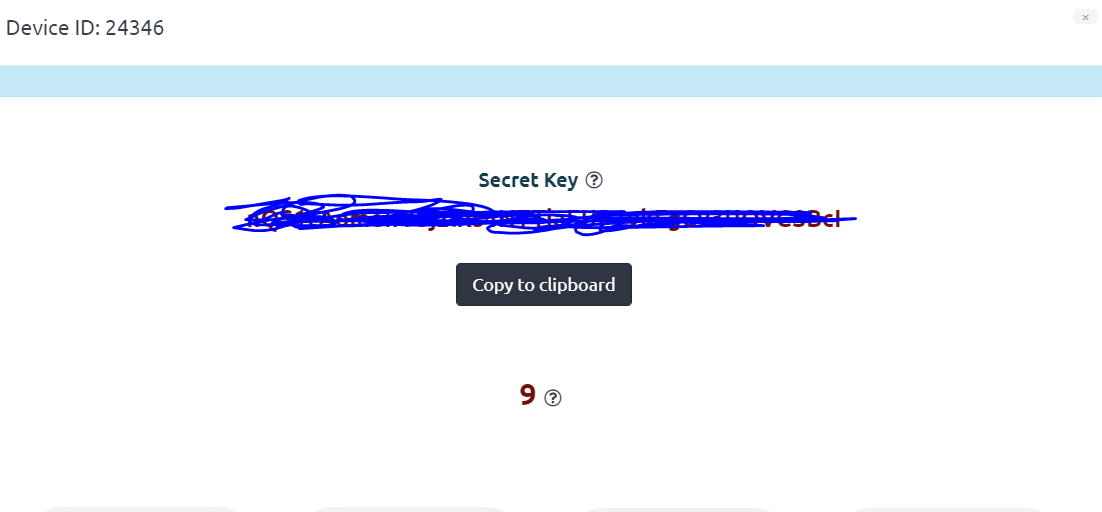 Device ID: 24346
×
Secret Key ?
Copy to clipboard
9 ?